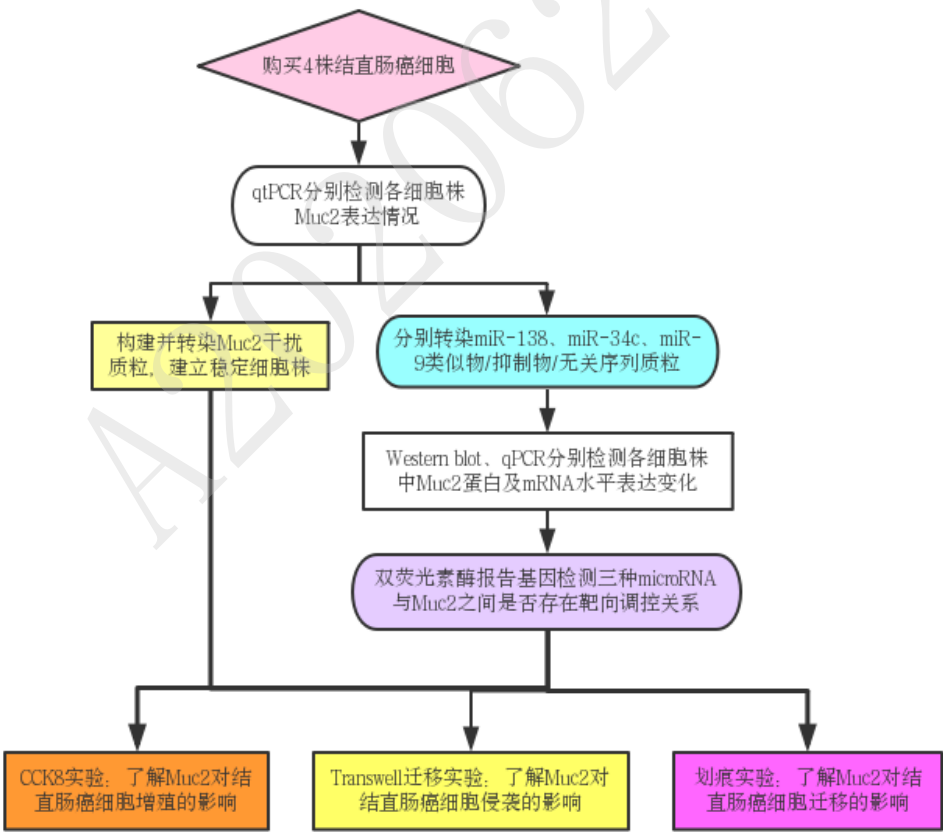 购买4株结直肠癌细胞
qtPCR分别检测各细胞株
Muc2表达情况
构建并转染Muc2干扰
质粒，建立稳定细胞株
分别转染miR-138、miR-34c、miR-
9类似物/抑制物/无关序列质粒
Western blot、qPCR分别检测各细胞株
中Muc2蛋白及mRNA水平表达变化
双荧光素酶报告基因检测三种microRNA
与Muc2之间是否存在靶向调控关系
CCK8实验：了解Muc2对结
直肠癌细胞增殖的影响
Transwell迁移实验：了解Muc2对
结直肠癌细胞侵袭的影响
划痕实验：了解Muc2对结
直肠癌细胞迁移的影响
A202062